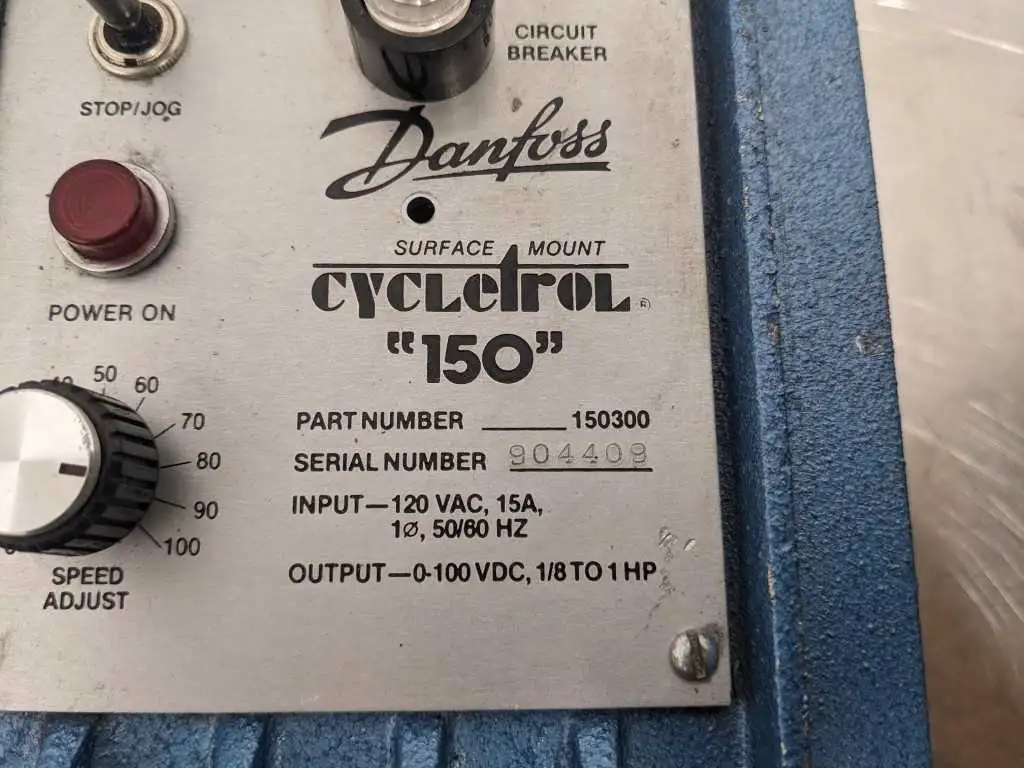 STOP/JOG
CIRCUIT
BREAKER
Danfoss
POWER ON
SURFACE MOUNT
CYCLETROL ®
"150"
50
60
70
80
90
100
SPEED
ADJUST
PART NUMBER 150300
SERIAL NUMBER 904409
INPUT—120 VAC, 15A,
1Ø, 50/60 HZ
OUTPUT—0-100 VDC, 1/8 TO 1 HP